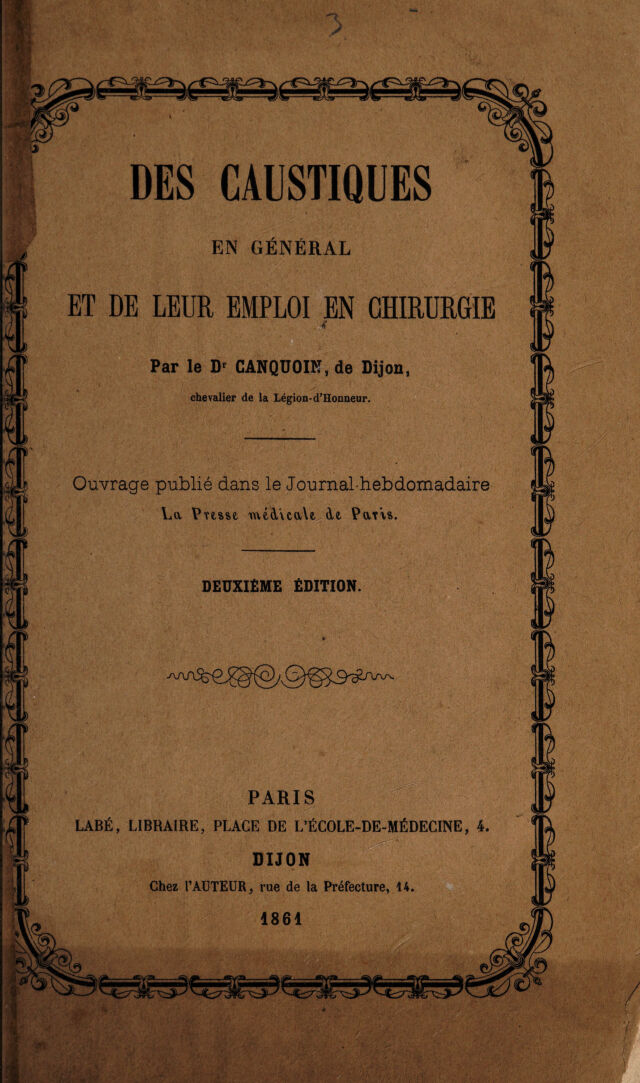 3
DES CAUSTIQUES
EN GÉNÉRAL
ET DE LEUR EMPLOI EN CHIRURGIE
Par le Dr CANQUOIN, de Dijon,
chevalier de la Légion-d'Honneur.
Ouvrage publié dans le Journal-hebdomadaire
La Presse médicale de Paris.
DEUXIÈME ÉDITION.
PARIS
LABÉ, LIBRAIRE, PLACE DE L'ÉCOLE-DE-MÉDECINE, 4.
DIJON
Chez l'AUTEUR, rue de la Préfecture, 14.
1861